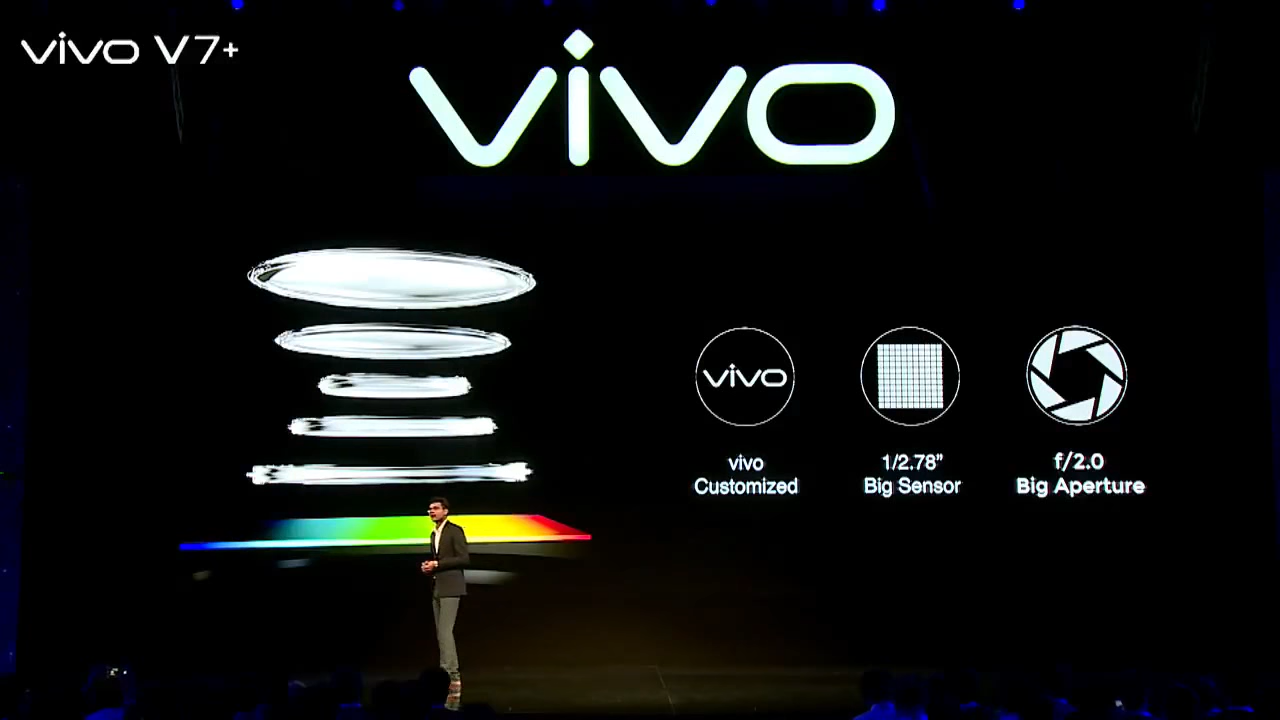 vivo V7+
vivo
vivo
vivo
Customized
1/2.78”
Big Sensor
f/2.0
Big Aperture